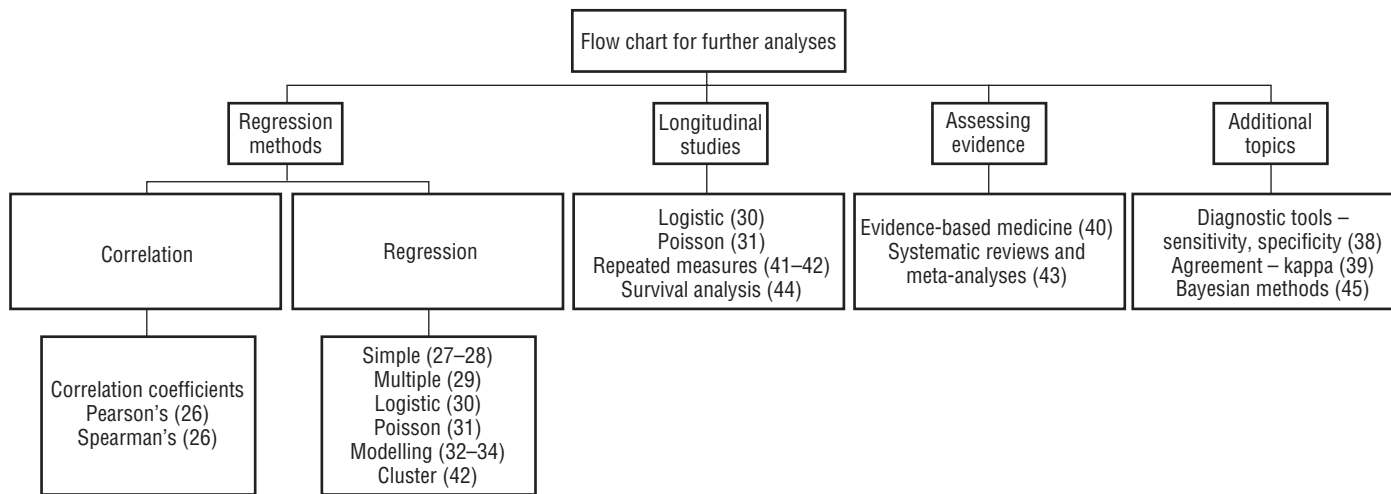 Flow chart for further analyses
Regression
methods
Longitudinal
studies
Assessing
evidence
Additional
topics
Correlation
Regression
Logistic (30)
Poisson (31)
Repeated measures (41–42)
Survival analysis (44)
Evidence-based medicine (40)
Systematic reviews and
meta-analyses (43)
Diagnostic tools –
sensitivity, specificity (38)
Agreement – kappa (39)
Bayesian methods (45)
Correlation coefficients
Pearson’s (26)
Spearman’s (26)
Simple (27–28)
Multiple (29)
Logistic (30)
Poisson (31)
Modelling (32–34)
Cluster (42)